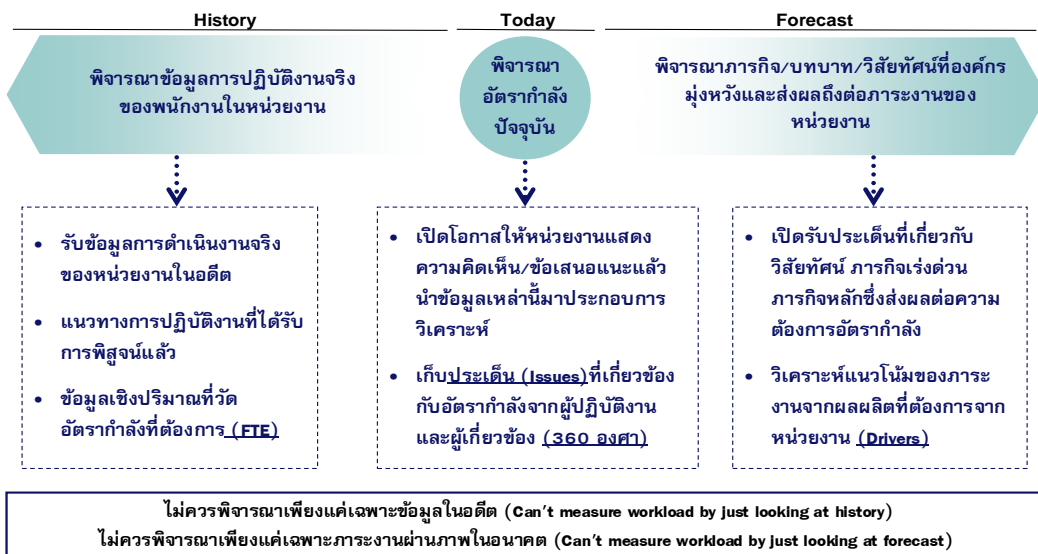 History
Today
Forecast
พิจารณาข้อมูลการปฏิบัติงานจริง
ของพนักงานในหน่วยงาน
พิจารณา
อัตรากำลัง
ปัจจุบัน
พิจารณาภารกิจ/บทบาท/วิสัยทัศน์ที่องค์กร
มุ่งหวังและส่งผลถึงต่อภาระงานของ
หน่วยงาน
• รับข้อมูลการดำเนินงานจริง
ของหน่วยงานในอดีต
• แนวทางการปฏิบัติงานที่ได้รับ
การพิสูจน์แล้ว
• ข้อมูลเชิงปริมาณที่วัด
อัตรากำลังที่ต้องการ (FTE)
• เปิดโอกาสให้หน่วยงานแสดง
ความคิดเห็น/ข้อเสนอแนะแล้ว
นำข้อมูลเหล่านี้มาประกอบการ
วิเคราะห์
• เก็บประเด็น (Issues)ที่เกี่ยวข้อง
กับอัตรากำลังจากผู้ปฏิบัติงาน
และผู้เกี่ยวข้อง (360 องศา)
• เปิดรับประเด็นที่เกี่ยวกับ
วิสัยทัศน์ ภารกิจเร่งด่วน
ภารกิจหลักซึ่งส่งผลต่อความ
ต้องการอัตรากำลัง
• วิเคราะห์แนวโน้มของภาระ
งานจากผลผลิตที่ต้องการจาก
หน่วยงาน (Drivers)
ไม่ควรพิจารณาเพียงแค่เฉพาะข้อมูลในอดีต (Can't measure workload by just looking at history)
ไม่ควรพิจารณาเพียงแค่เฉพาะภาระงานผ่านภาพในอนาคต (Can't measure workload by just looking at forecast)